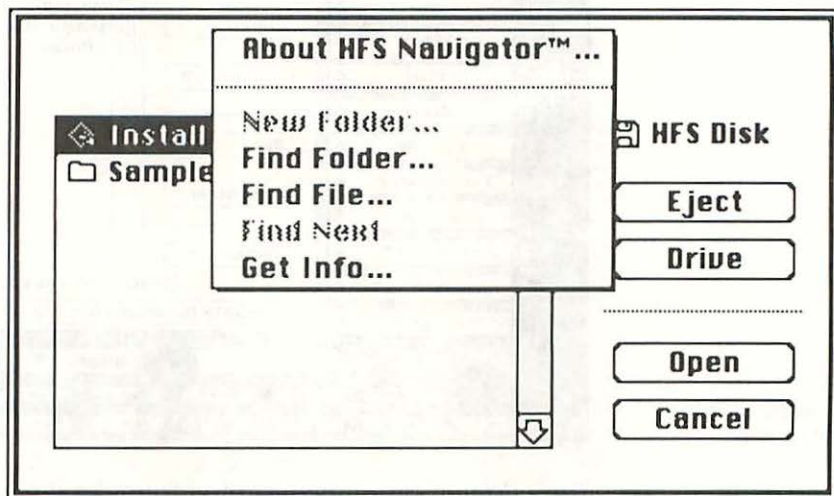 About HFS Navigator™...
New Folder...
Find Folder...
Find File...
Find Next
Get Info...
Install
Sample
HFS Disk
Eject
Drive
Open
Cancel